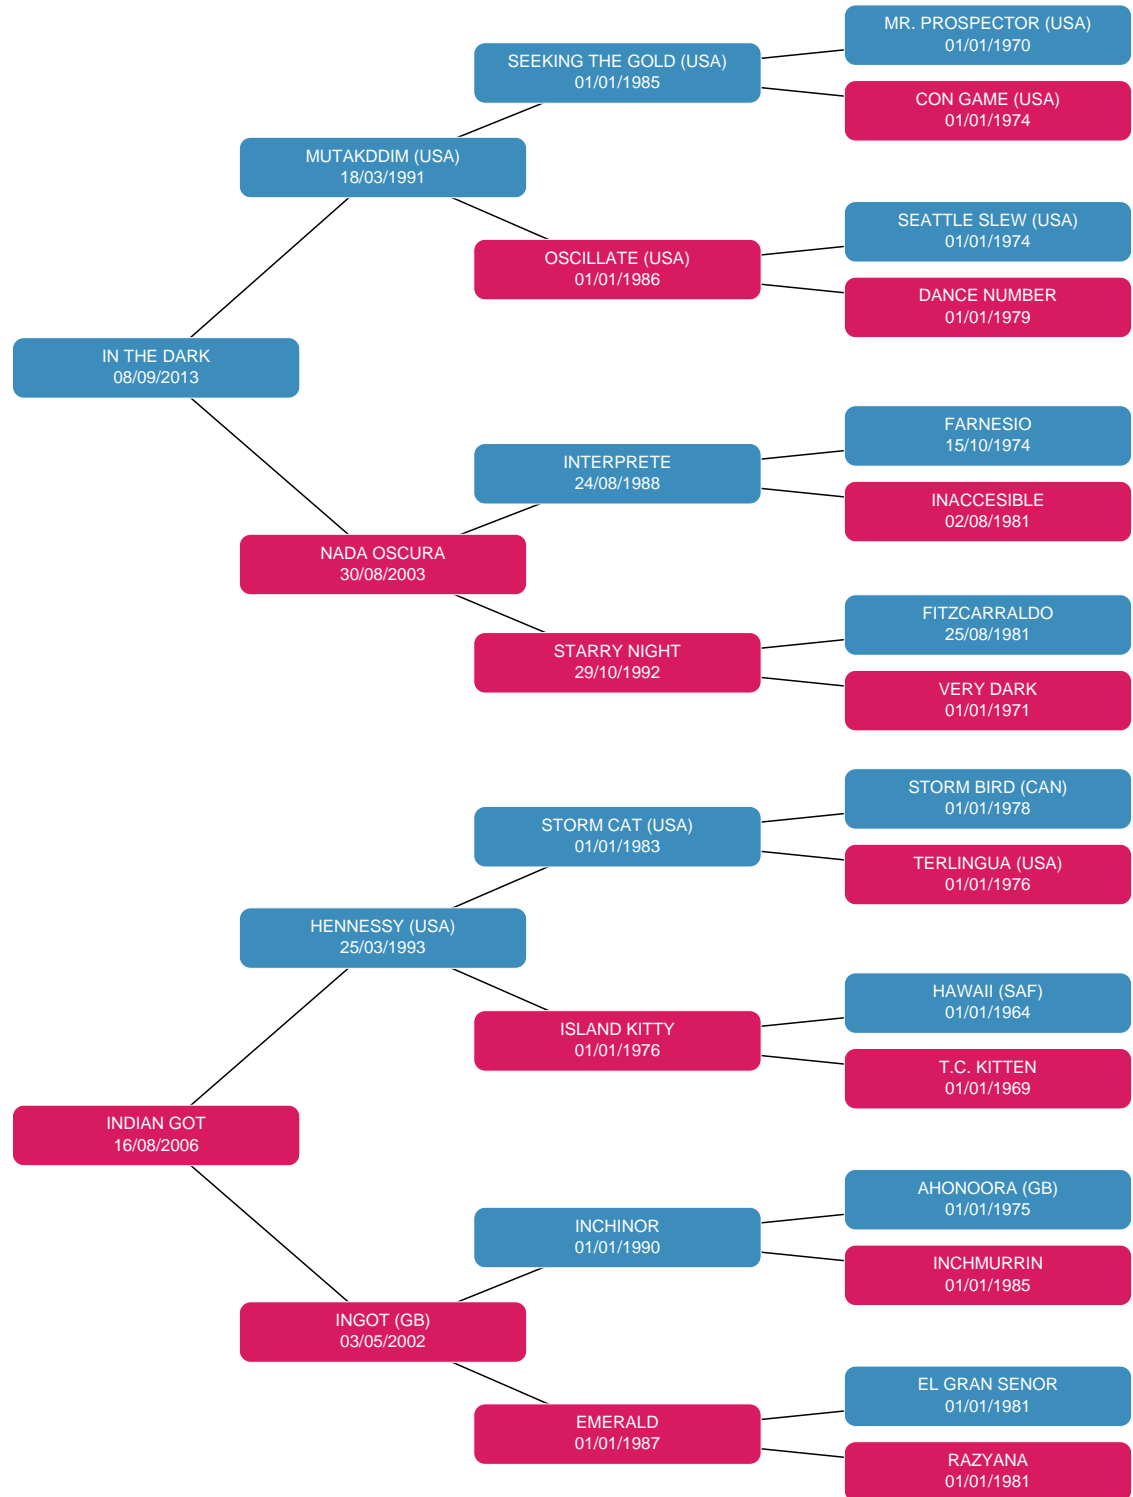 MR. PROSPECTOR (USA)
01/01/1970
SEEKING THE GOLD (USA)
01/01/1985
CON GAME (USA)
01/01/1974
MUTAKDDIM (USA)
18/03/1991
SEATTLE SLEW (USA)
01/01/1974
OSCILLATE (USA)
01/01/1986
DANCE NUMBER
01/01/1979
IN THE DARK
08/09/2013
FARNESIO
15/10/1974
INTERPRETE
24/08/1988
INACCESIBLE
02/08/1981
NADA OSCURA
30/08/2003
FITZCARRALDO
25/08/1981
STARRY NIGHT
29/10/1992
VERY DARK
01/01/1971
STORM BIRD (CAN)
01/01/1978
STORM CAT (USA)
01/01/1983
TERLINGUA (USA)
01/01/1976
HENNESSY (USA)
25/03/1993
HAWAII (SAF)
01/01/1964
ISLAND KITTY
01/01/1976
T.C. KITTEN
01/01/1969
INDIAN GOT
16/08/2006
AHONOORA (GB)
01/01/1975
INCHINOR
01/01/1990
INCHMURRIN
01/01/1985
INGOT (GB)
03/05/2002
EL GRAN SENOR
01/01/1981
EMERALD
01/01/1987
RAZYANA
01/01/1981